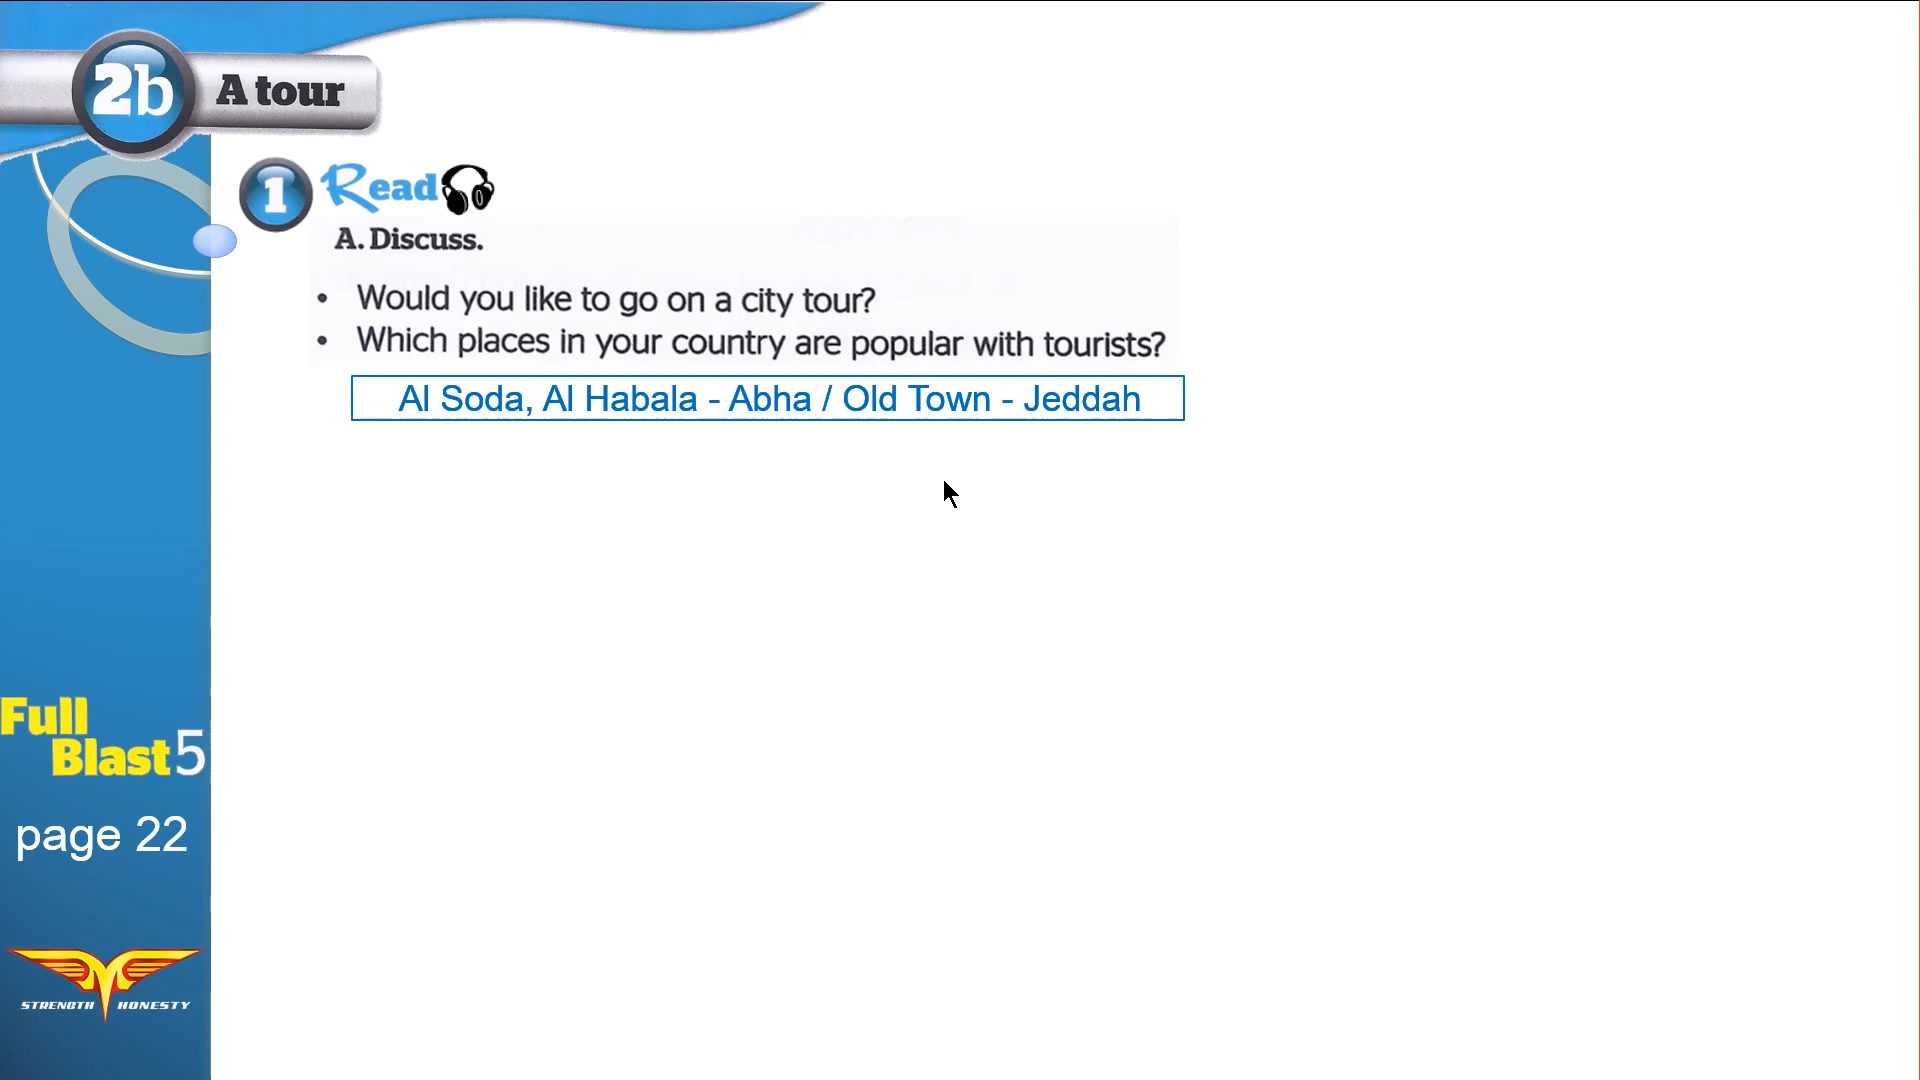 2b A tour
1 Read
A. Discuss.
• Would you like to go on a city tour?
• Which places in your country are popular with tourists?
Al Soda, Al Habala - Abha / Old Town - Jeddah
Full
Blast 5
page 22
STRENGTH HONESTY